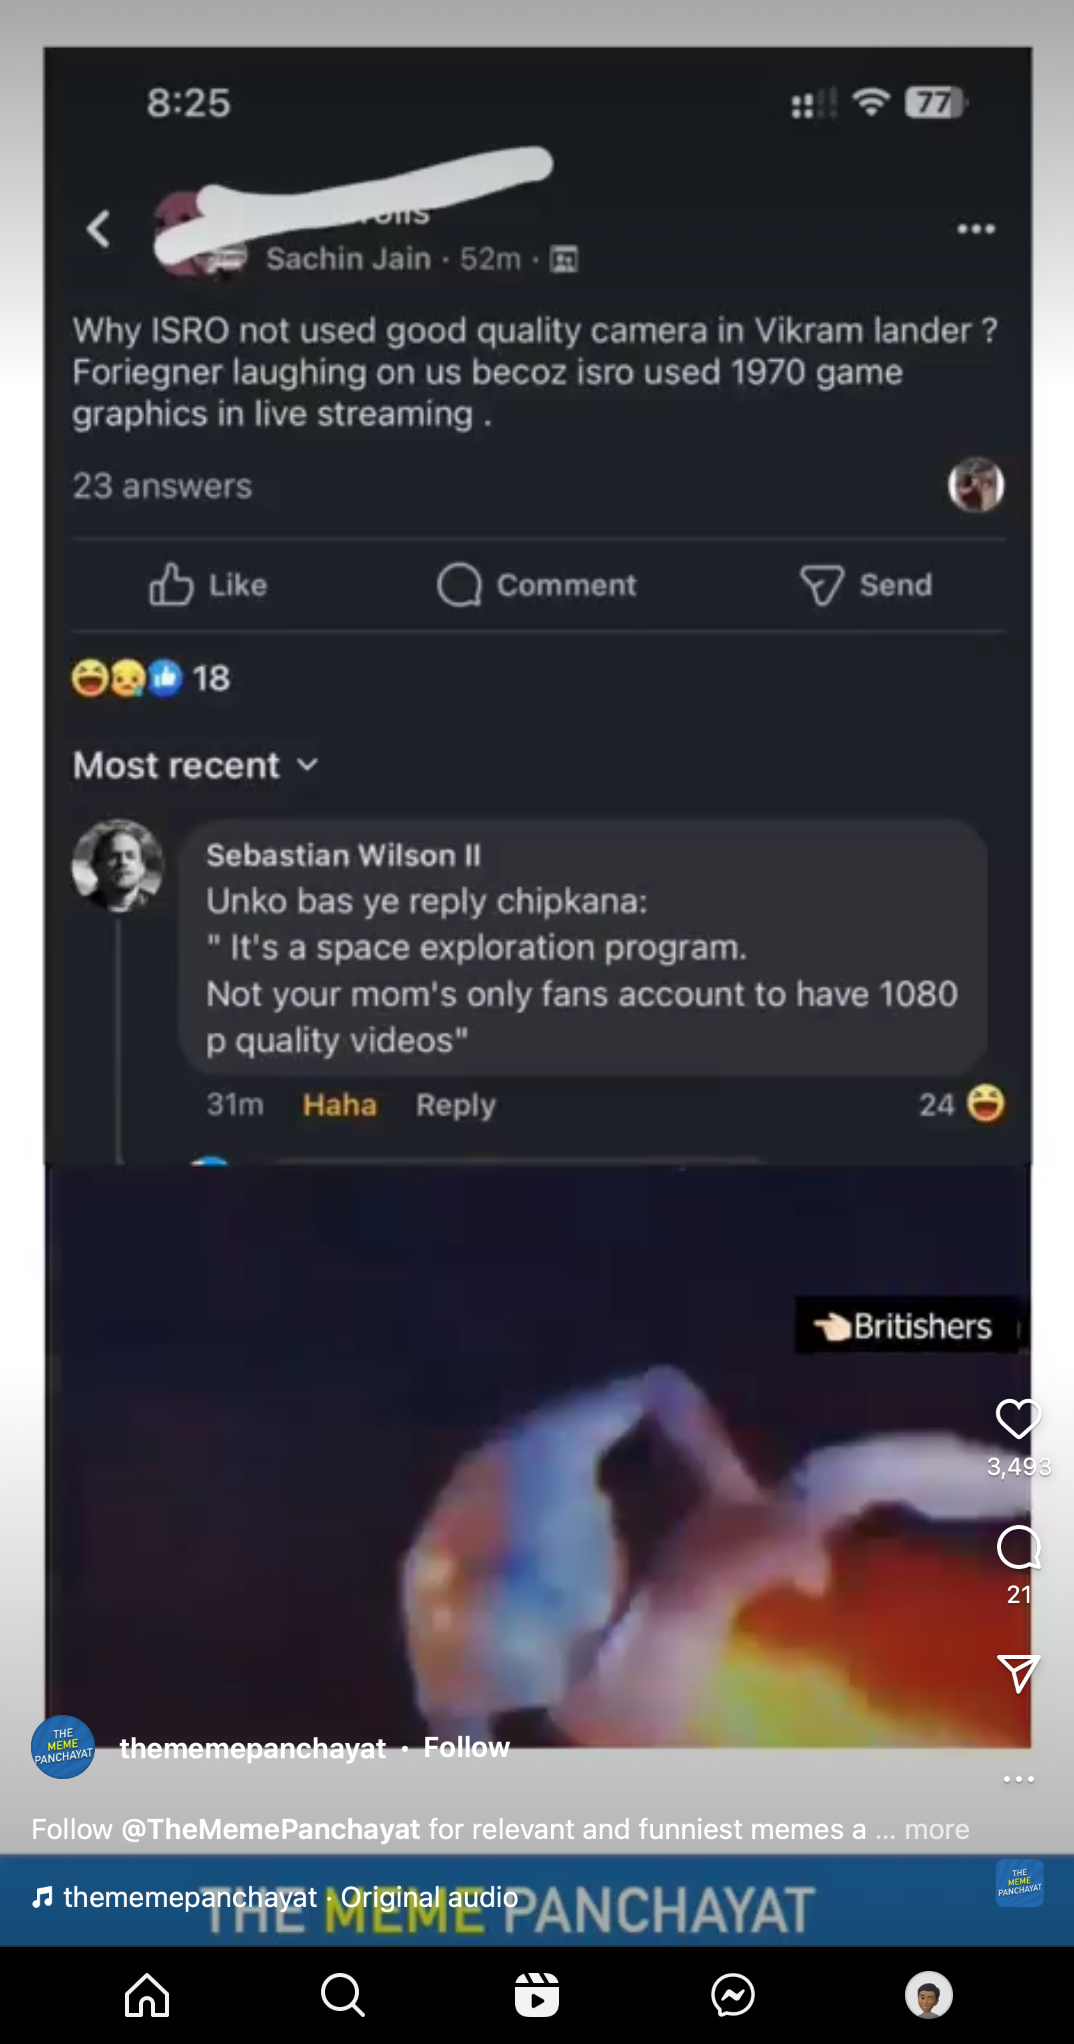 8:25
77
Sachin Jain · 52m ·
Why ISRO not used good quality camera in Vikram lander ?
Foriegner laughing on us becoz isro used 1970 game
graphics in live streaming .
23 answers
Like
Comment
Send
18
Most recent
Sebastian Wilson II
Unko bas ye reply chipkana:
" It's a space exploration program.
Not your mom's only fans account to have 1080
p quality videos"
31m Haha Reply 24
Britishers
3,493
21
THE
MEME
PANCHAYAT
thememepanchayat · Follow
Follow @TheMemePanchayat for relevant and funniest memes a ... more
thememepanchayat · Original audio
THE MEME PANCHAYAT
THE
MEME
PANCHAYAT